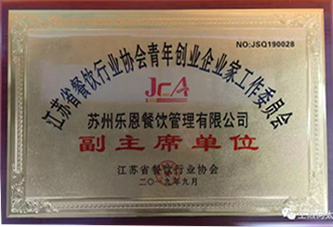 NO:JSQ190028
江苏省餐饮行业协会青年创业企业家工作委员会
JCA
苏州乐恩餐饮管理有限公司
副主席单位
江苏省餐饮行业协会
二〇一九年九月